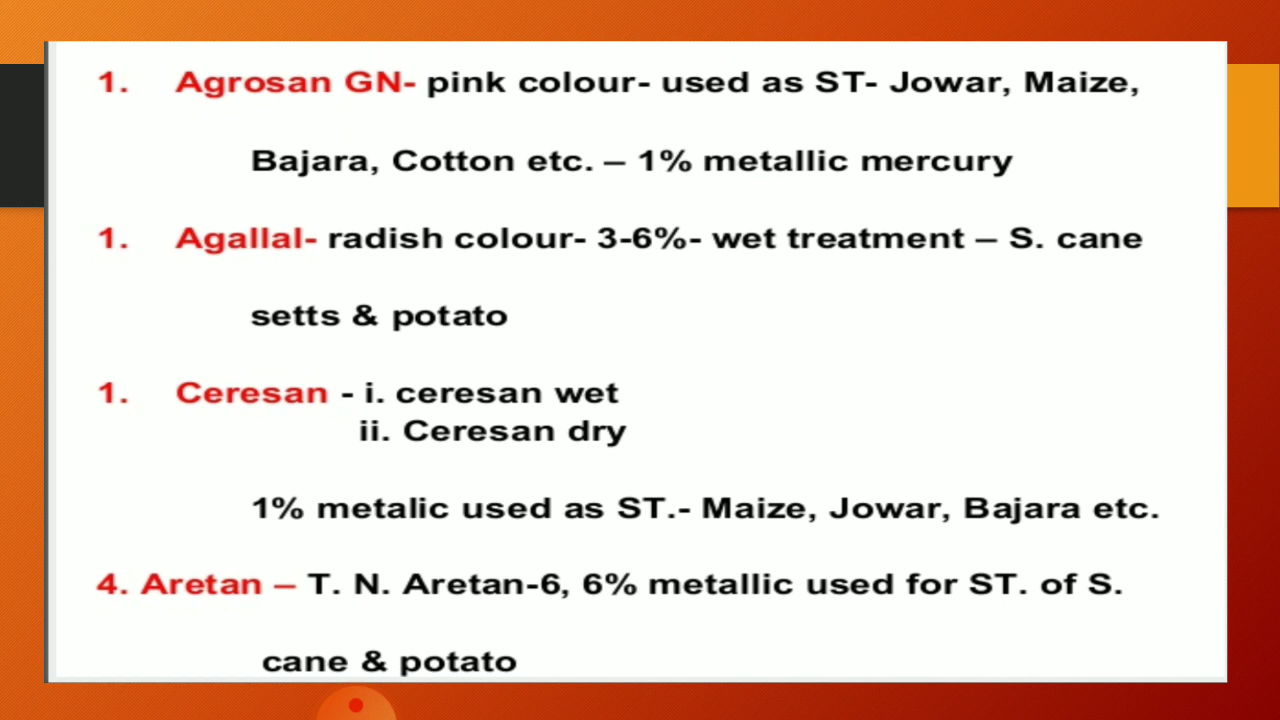 1. Agrosan GN- pink colour- used as ST- Jowar, Maize,
Bajara, Cotton etc. – 1% metallic mercury
1. Agallal- radish colour- 3-6%- wet treatment – S. cane
setts & potato
1. Ceresan - i. ceresan wet
ii. Ceresan dry
1% metalic used as ST.- Maize, Jowar, Bajara etc.
4. Aretan – T. N. Aretan-6, 6% metallic used for ST. of S.
cane & potato